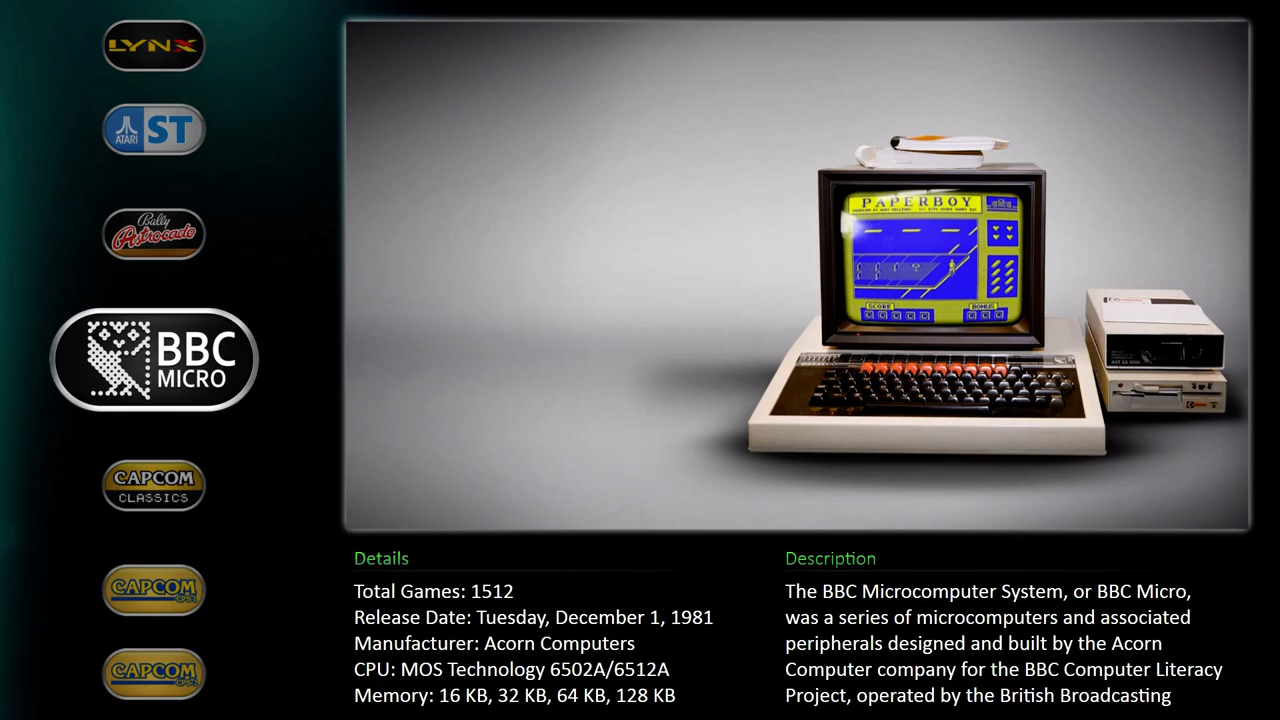 LYNX
ATARI ST
Bally
Astrocade
BBC
MICRO
CAPCOM
CLASSICS
CAPCOM
CPS-I
CAPCOM
PAPERBOY
SCORE
BONUS
Details
Total Games: 1512
Release Date: Tuesday, December 1, 1981
Manufacturer: Acorn Computers
CPU: MOS Technology 6502A/6512A
Memory: 16 KB, 32 KB, 64 KB, 128 KB
Description
The BBC Microcomputer System, or BBC Micro,
was a series of microcomputers and associated
peripherals designed and built by the Acorn
Computer company for the BBC Computer Literacy
Project, operated by the British Broadcasting